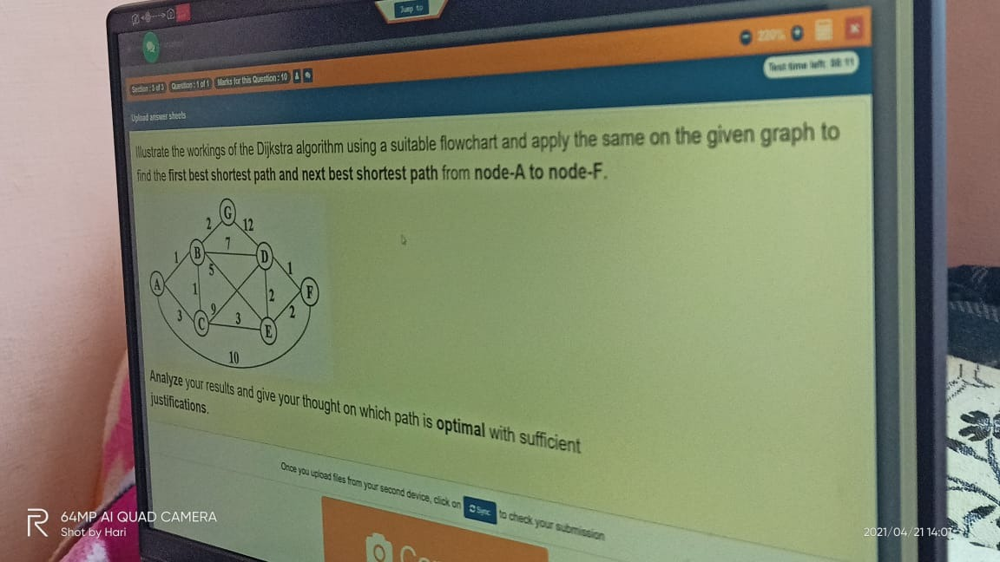 Jump to
220%
Test time left: 58:11
Section : 3 of 3 Question : 1 of 1 Marks for this Question : 10
Upload answer sheets
Illustrate the workings of the Dijkstra algorithm using a suitable flowchart and apply the same on the given graph to
find the first best shortest path and next best shortest path from node-A to node-F.
G
2 12
7
B D
1 5 1
A 1 2 F
3 9 3 2
C E
10
Analyze your results and give your thought on which path is optimal with sufficient
justifications.
Once you upload files from your second device, click on Sync to check your submission
64MP AI QUAD CAMERA
Shot by Hari
2021/04/21 14:01